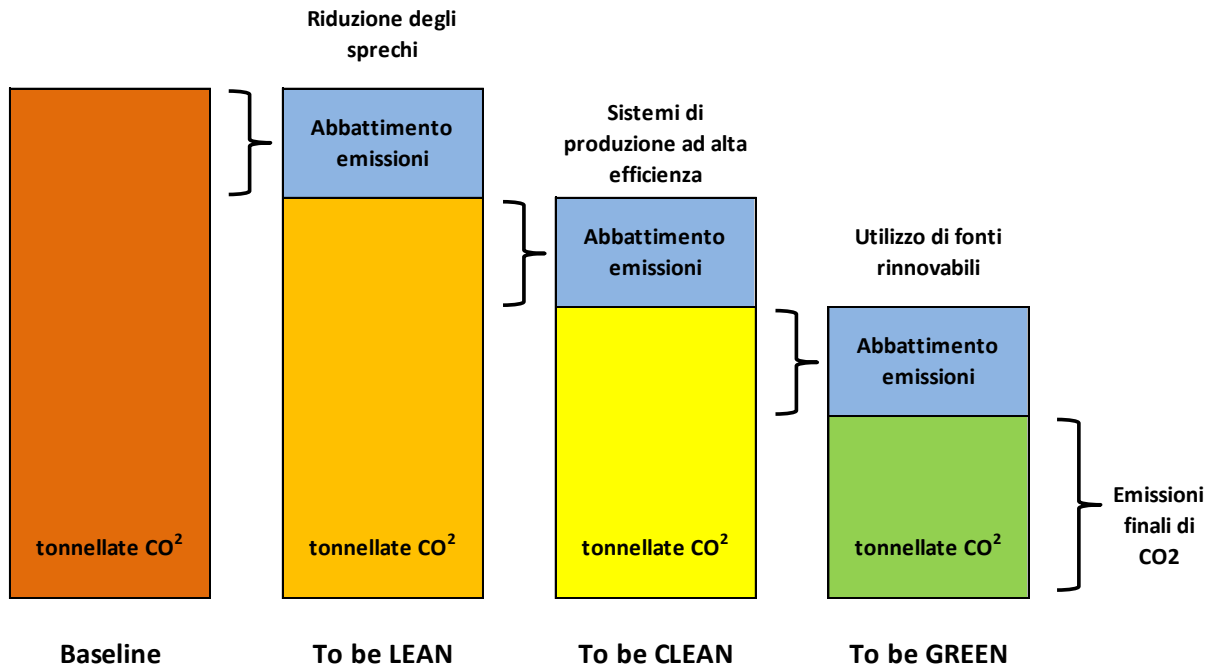 Riduzione degli
sprechi
Abbattimento
emissioni
Sistemi di
produzione ad alta
efficienza
Abbattimento
emissioni
Utilizzo di fonti
rinnovabili
Abbattimento
emissioni
tonnellate CO²
tonnellate CO²
tonnellate CO²
tonnellate CO²
Emissioni
finali di
CO2
Baseline
To be LEAN
To be CLEAN
To be GREEN